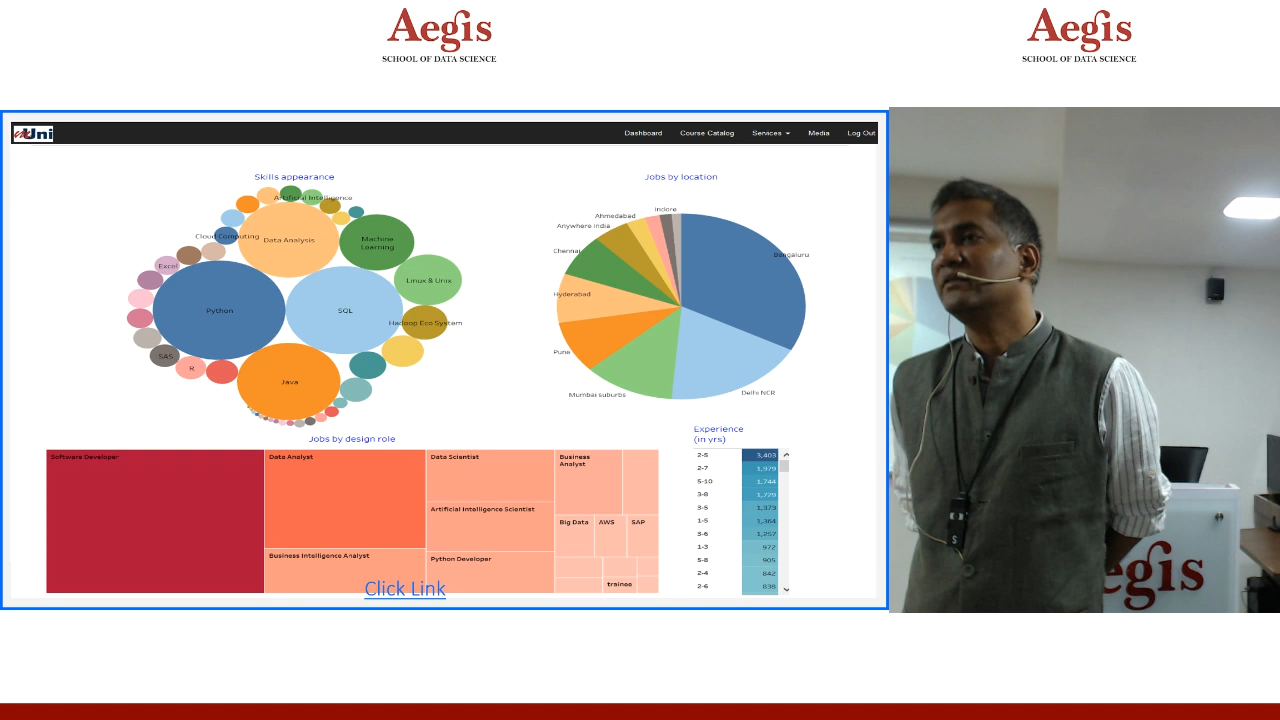 Aegis
SCHOOL OF DATA SCIENCE
Aegis
SCHOOL OF DATA SCIENCE
mUni
Dashboard
Course Catalog
Services
Media
Log Out
Skills appearance
Artificial Intelligence
Cloud Computing
Data Analysis
Machine
Learning
Excel
Linux & Unix
Python
SQL
Hadoop Eco System
SAS
R
Java
Jobs by location
Indore
Ahmedabad
Anywhere India
Bengaluru
Chennai
Hyderabad
Pune
Mumbai suburbs
Delhi NCR
Jobs by design role
Software Developer
Data Analyst
Data Scientist
Business
Analyst
Artificial Intelligence Scientist
Big Data
AWS
SAP
Business Intelligence Analyst
Python Developer
trainee
Click Link
Experience
(in yrs)
2-5 3,403
2-7 1,979
5-10 1,744
3-8 1,729
3-5 1,373
1-5 1,364
3-6 1,257
1-3 972
5-8 905
2-4 842
2-6 838
S
egis